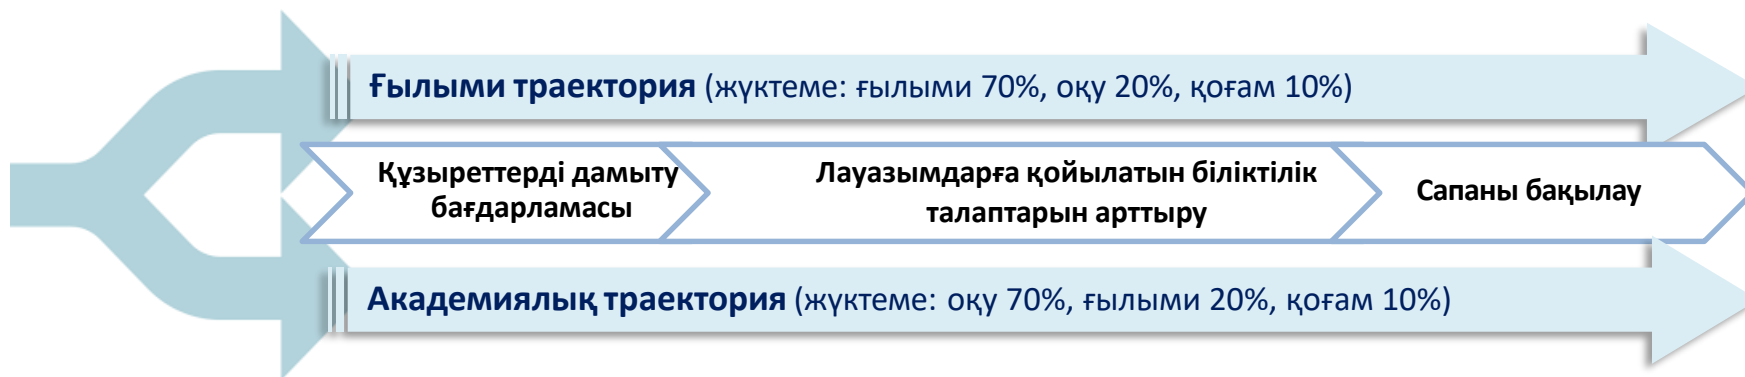 Ғылыми траектория (жүктеме: ғылыми 70%, оқу 20%, қоғам 10%)
Құзыреттерді дамыту
бағдарламасы
Лауазымдарға қойылатын біліктілік
талаптарын арттыру
Сапаны бақылау
Академиялық траектория (жүктеме: оқу 70%, ғылыми 20%, қоғам 10%)